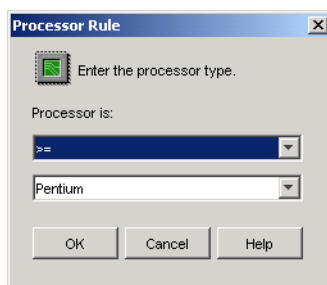 Processor Rule
Enter the processor type.
Processor is:
>=
Pentium
OK Cancel Help